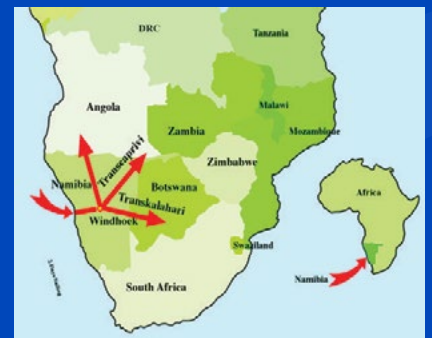 DRC
Tanzania
Angola
Malawi
Zambia
Mozambique
Zimbabwe
Transcaprivi
Namibia
Botswana
Transkalahari
Windhoek
Swaziland
South Africa
Africa
Namibia